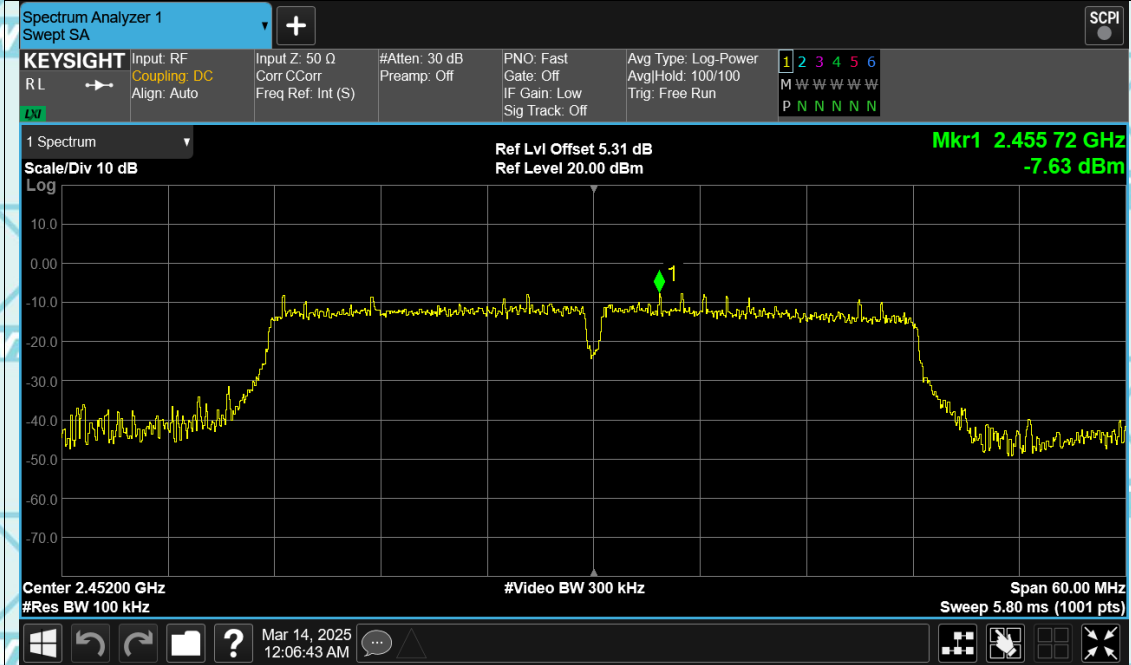 Spectrum Analyzer 1
Swept SA
+
SCPI
KEYSIGHT
R L
LXI
Input: RF
Coupling: DC
Align: Auto
Input Z: 50 Ω
Corr CCorr
Freq Ref: Int (S)
#Atten: 30 dB
Preamp: Off
PNO: Fast
Gate: Off
IF Gain: Low
Sig Track: Off
Avg Type: Log-Power
Avg|Hold: 100/100
Trig: Free Run
1 2 3 4 5 6
M W W W W W
P N N N N N
1 Spectrum
Scale/Div 10 dB
Log
Ref Lvl Offset 5.31 dB
Ref Level 20.00 dBm
Mkr1 2.455 72 GHz
-7.63 dBm
10.0
0.00
-10.0
-20.0
-30.0
-40.0
-50.0
-60.0
-70.0
1
Center 2.45200 GHz
#Res BW 100 kHz
#Video BW 300 kHz
Span 60.00 MHz
Sweep 5.80 ms (1001 pts)
?
Mar 14, 2025
12:06:43 AM